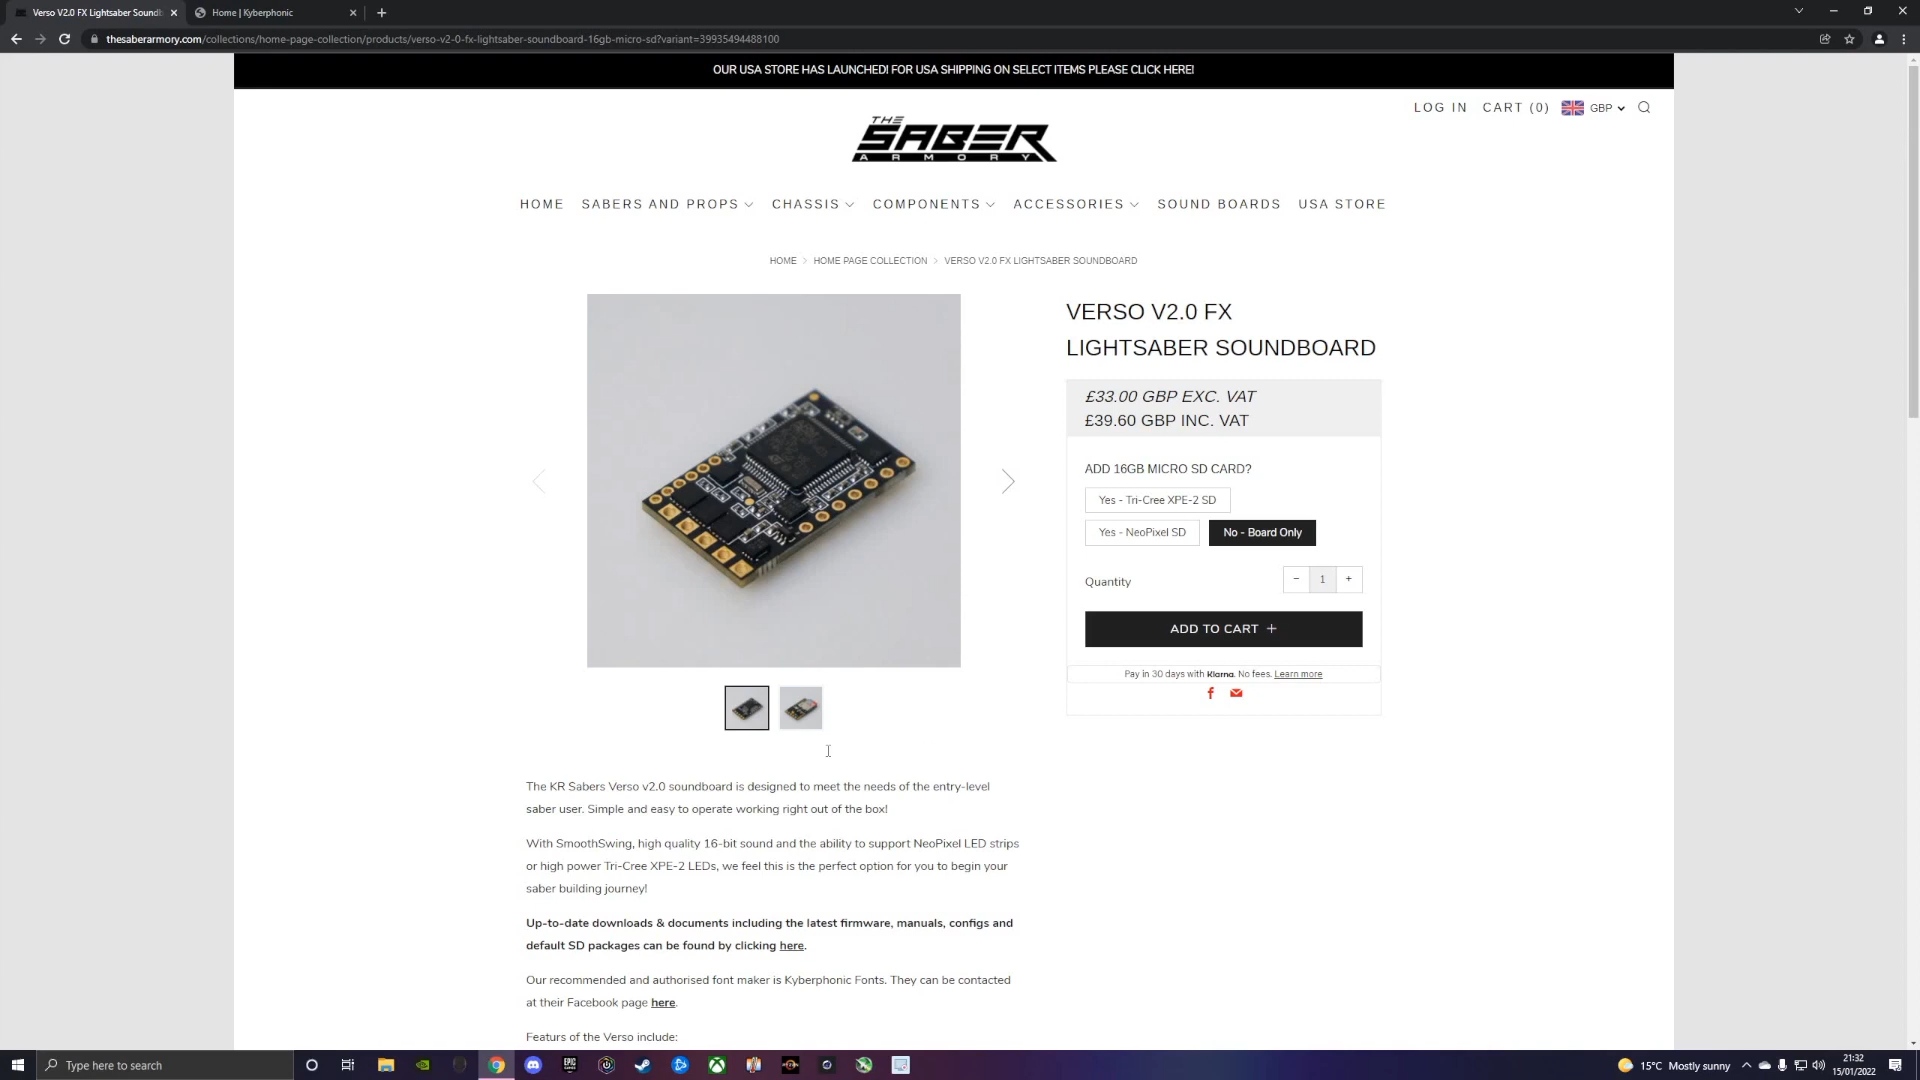 Verso V2.0 FX Lightsaber Soundb
Home | Kyberphonic
thesaberarmory.com/collections/home-page-collection/products/verso-v2-0-fx-lightsaber-soundboard-16gb-micro-sd?variant=39935494488100
OUR USA STORE HAS LAUNCHED! FOR USA SHIPPING ON SELECT ITEMS PLEASE CLICK HERE!
LOG IN CART (0) GBP
THE
SABER
ARMORY
HOME SABERS AND PROPS CHASSIS COMPONENTS ACCESSORIES SOUND BOARDS USA STORE
HOME > HOME PAGE COLLECTION > VERSO V2.0 FX LIGHTSABER SOUNDBOARD
VERSO V2.0 FX
LIGHTSABER SOUNDBOARD
£33.00 GBP EXC. VAT
£39.60 GBP INC. VAT
ADD 16GB MICRO SD CARD?
Yes - Tri-Cree XPE-2 SD
Yes - NeoPixel SD No - Board Only
Quantity - 1 +
ADD TO CART +
Pay in 30 days with Klarna. No fees. Learn more
The KR Sabers Verso v2.0 soundboard is designed to meet the needs of the entry-level
saber user. Simple and easy to operate working right out of the box!
With SmoothSwing, high quality 16-bit sound and the ability to support NeoPixel LED strips
or high power Tri-Cree XPE-2 LEDs, we feel this is the perfect option for you to begin your
saber building journey!
Up-to-date downloads & documents including the latest firmware, manuals, configs and
default SD packages can be found by clicking here.
Our recommended and authorised font maker is Kyberphonic Fonts. They can be contacted
at their Facebook page here.
Featurs of the Verso include:
Type here to search
EPIC
15°C Mostly sunny
21:32
15/01/2022